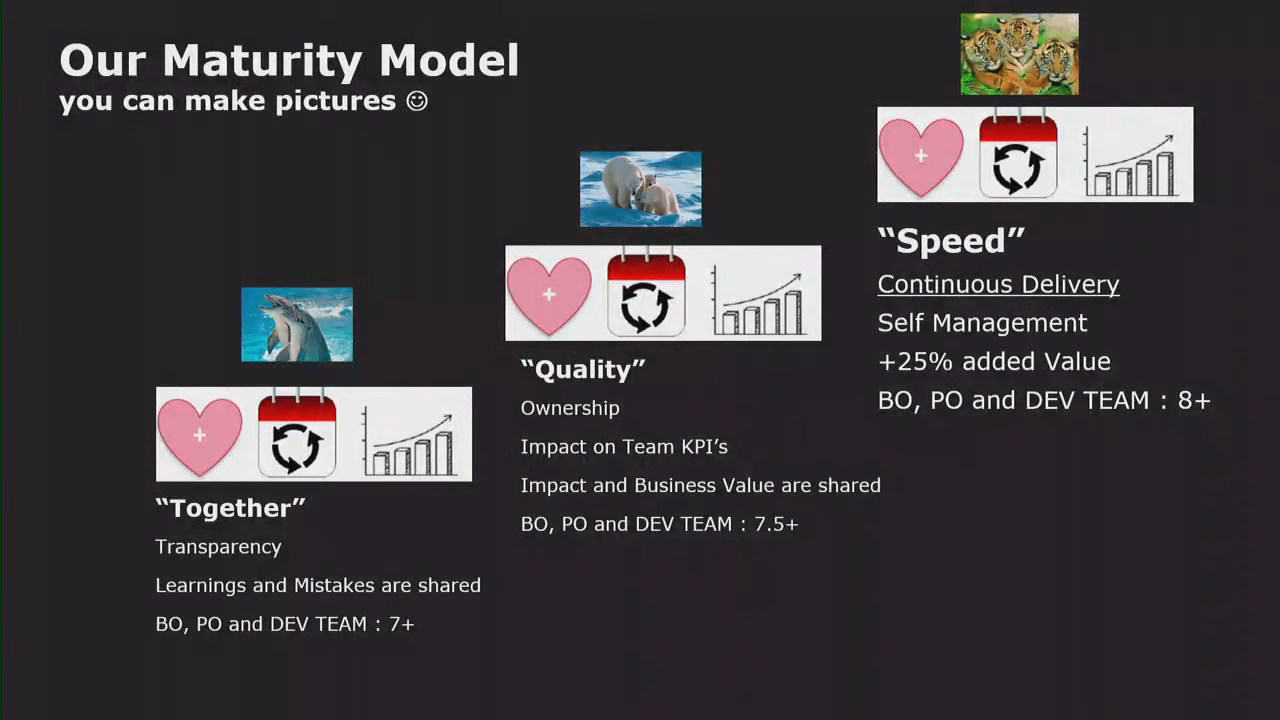 Our Maturity Model
you can make pictures ☺
“Together”
Transparency
Learnings and Mistakes are shared
BO, PO and DEV TEAM : 7+
“Quality”
Ownership
Impact on Team KPI’s
Impact and Business Value are shared
BO, PO and DEV TEAM : 7.5+
“Speed”
Continuous Delivery
Self Management
+25% added Value
BO, PO and DEV TEAM : 8+